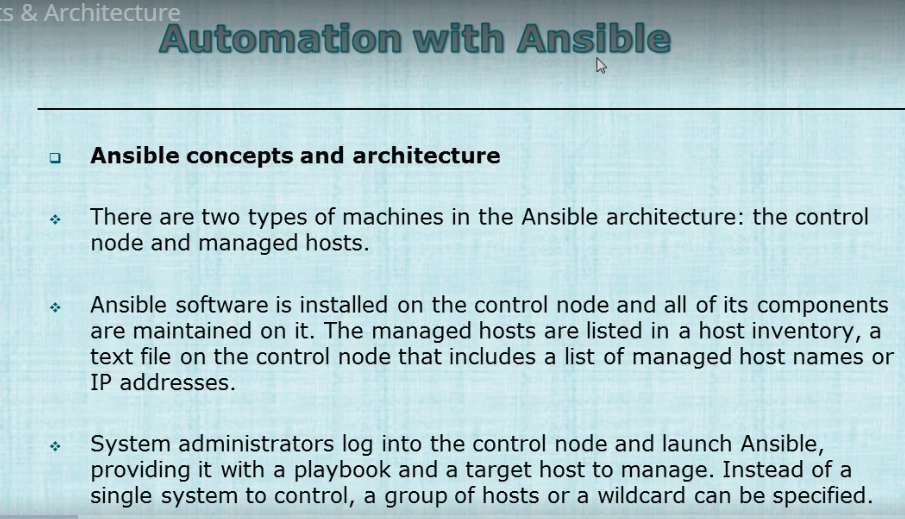 & Architecture
Automation with Ansible
Ansible concepts and architecture
There are two types of machines in the Ansible architecture: the control
node and managed hosts.
Ansible software is installed on the control node and all of its components
are maintained on it. The managed hosts are listed in a host inventory, a
text file on the control node that includes a list of managed host names or
IP addresses.
System administrators log into the control node and launch Ansible,
providing it with a playbook and a target host to manage. Instead of a
single system to control, a group of hosts or a wildcard can be specified.